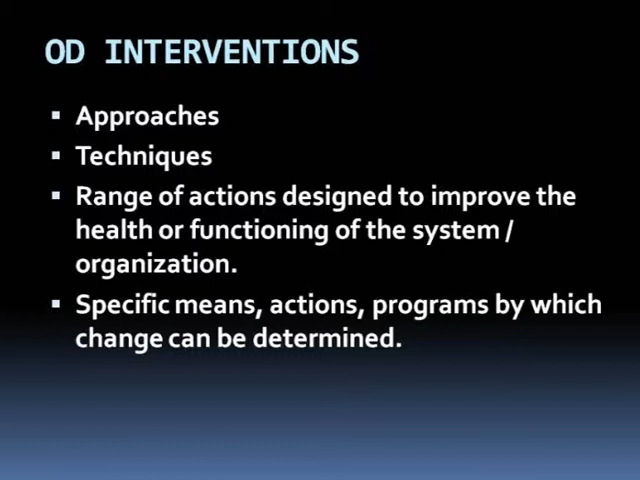 OD INTERVENTIONS
▪ Approaches
▪ Techniques
▪ Range of actions designed to improve the
health or functioning of the system /
organization.
▪ Specific means, actions, programs by which
change can be determined.